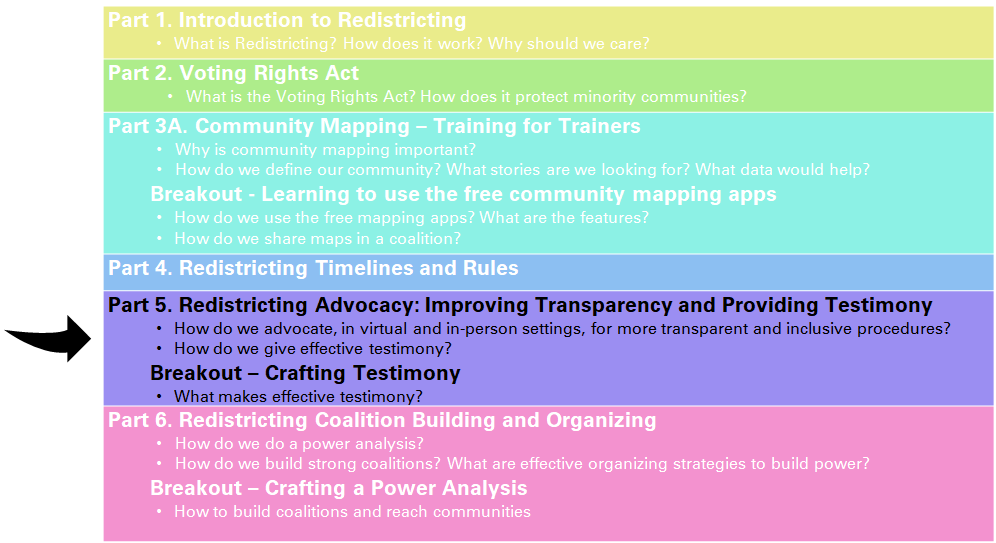 Part 1. Introduction to Redistricting
• What is Redistricting? How does it work? Why should we care?
Part 2. Voting Rights Act
• What is the Voting Rights Act? How does it protect minority communities?
Part 3A. Community Mapping – Training for Trainers
• Why is community mapping important?
• How do we define our community? What stories are we looking for? What data would help?
Breakout - Learning to use the free community mapping apps
• How do we use the free mapping apps? What are the features?
• How do we share maps in a coalition?
Part 4. Redistricting Timelines and Rules
Part 5. Redistricting Advocacy: Improving Transparency and Providing Testimony
• How do we advocate, in virtual and in-person settings, for more transparent and inclusive procedures?
• How do we give effective testimony?
Breakout – Crafting Testimony
• What makes effective testimony?
Part 6. Redistricting Coalition Building and Organizing
• How do we do a power analysis?
• How do we build strong coalitions? What are effective organizing strategies to build power?
Breakout – Crafting a Power Analysis
• How to build coalitions and reach communities